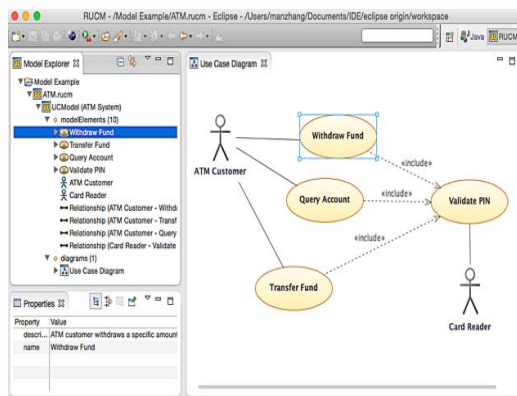 RUCM - /Model Example/ATM.rucm - Eclipse - /Users/manzhang/Documents/IDE/eclipse origin/workspace
Java
RUCM
Model Explorer
Model Example
ATM.rucm
UCModel (ATM System)
modelElements (10)
Withdraw Fund
Transfer Fund
Query Account
Validate PIN
ATM Customer
Card Reader
Relationship (ATM Customer - Withd
Relationship (ATM Customer - Transf
Relationship (ATM Customer - Query
Relationship (Card Reader - Validate
diagrams (1)
Use Case Diagram
Properties
Property Value
descri... ATM customer withdraws a specific amount
name Withdraw Fund
Use Case Diagram
Withdraw Fund
«include»
ATM Customer
Query Account
«include»
Validate PIN
«include»
Transfer Fund
Card Reader